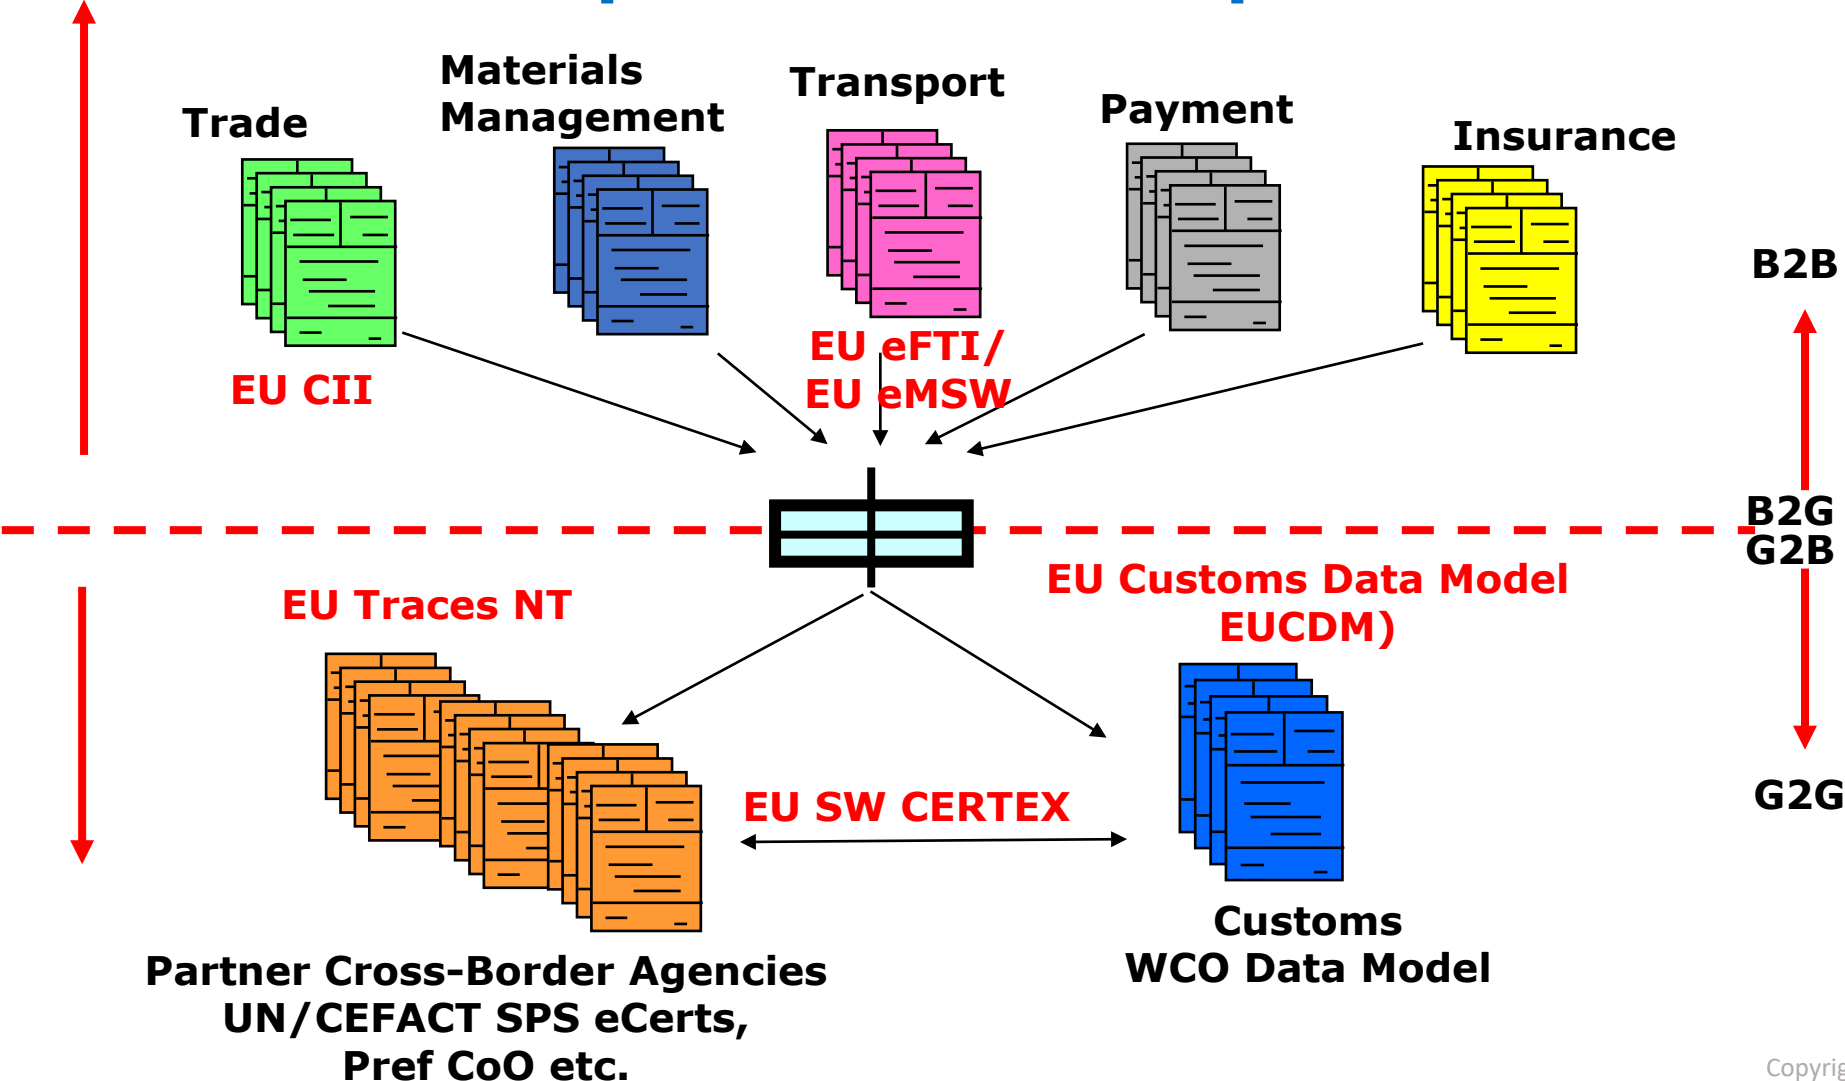 Trade
Materials
Management
Transport
Payment
Insurance
B2B
EU CII
EU eFTI/
EU eMSW
B2G
G2B
EU Traces NT
EU Customs Data Model
EUCDM)
EU SW CERTEX
G2G
Customs
WCO Data Model
Partner Cross-Border Agencies
UN/CEFACT SPS eCerts,
Pref CoO etc.